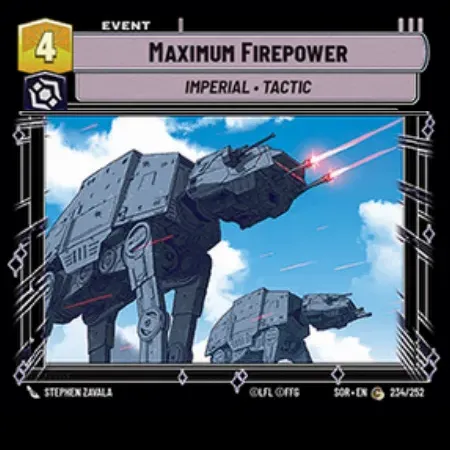 EVENT
4
MAXIMUM FIREPOWER
IMPERIAL • TACTIC
STEPHEN ZAVALA
©LFL ©FFG
SOR • EN C 234/252